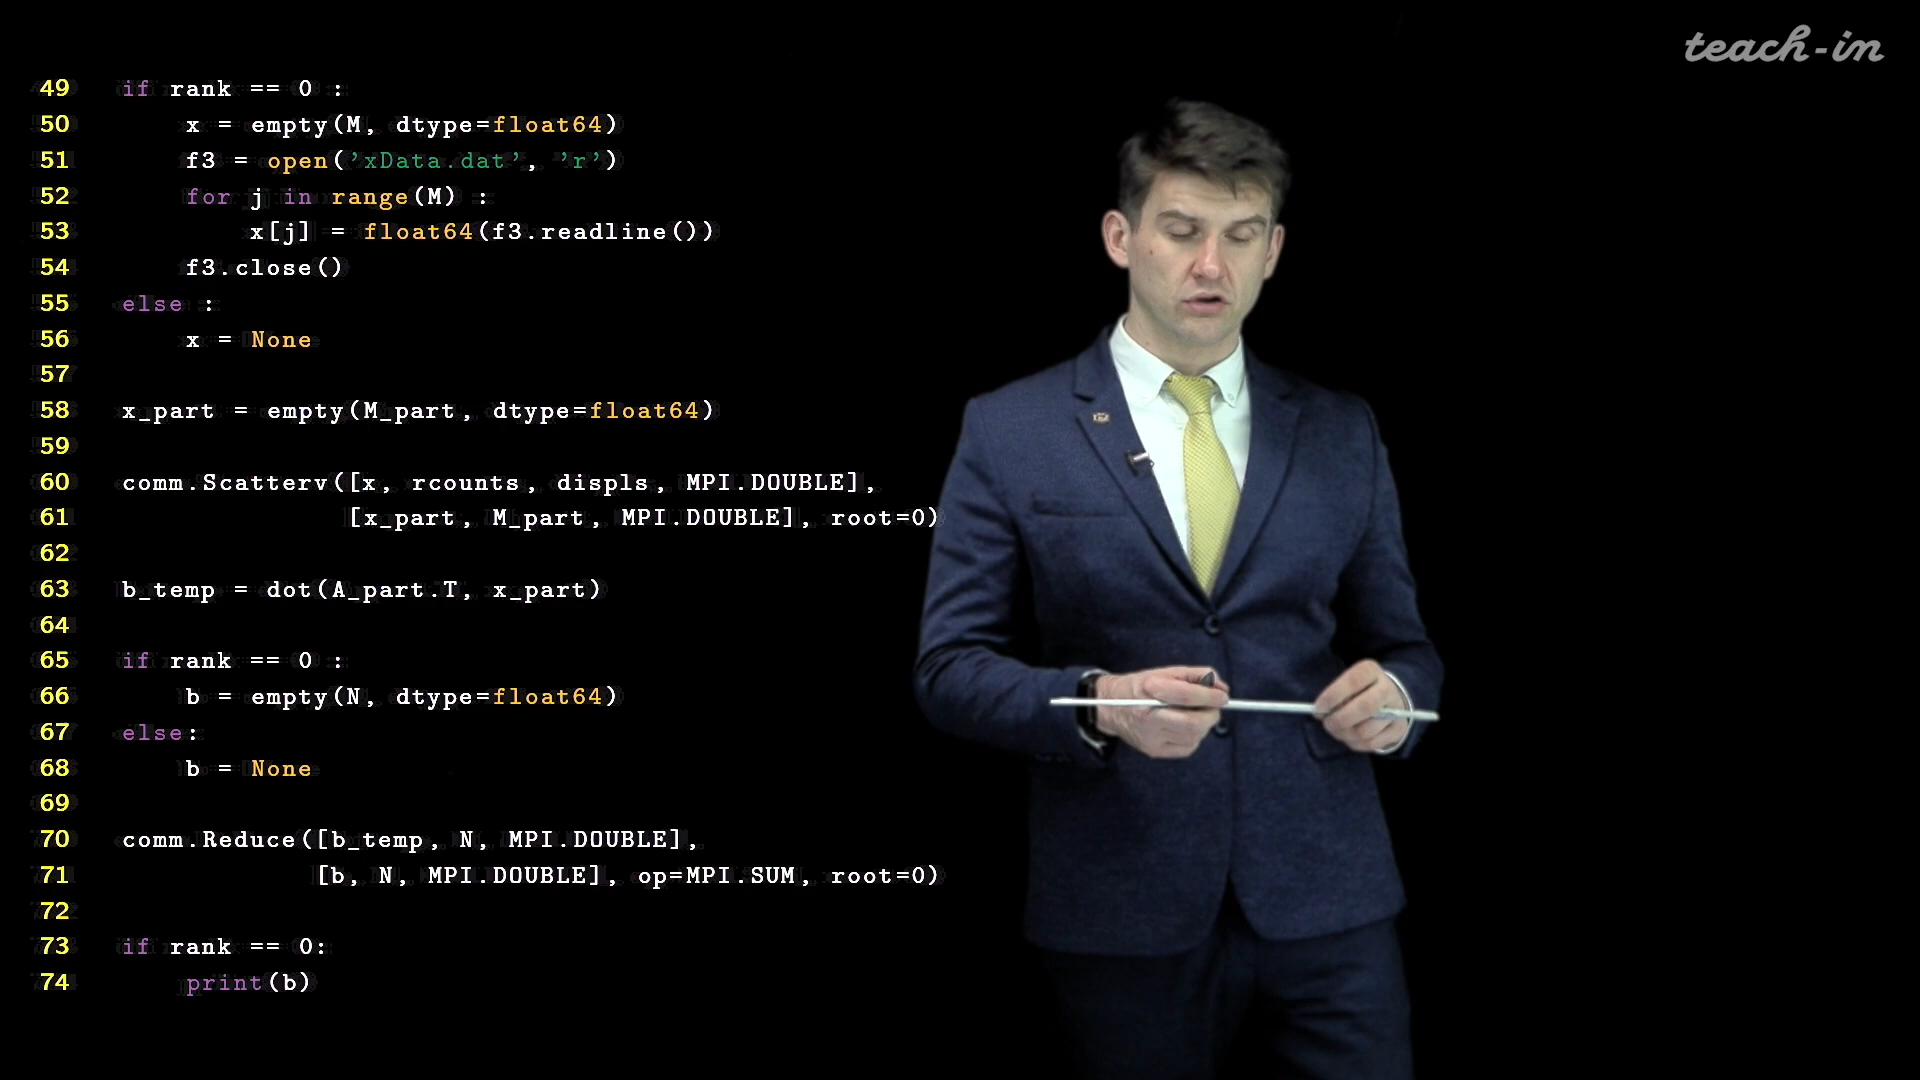 teach-in
49 if rank == 0 :
50 x = empty(M, dtype=float64)
51 f3 = open('xData.dat', 'r')
52 for j in range(M) :
53 x[j] = float64(f3.readline())
54 f3.close()
55 else :
56 x = None
57
58 x_part = empty(M_part, dtype=float64)
59
60 comm.Scatterv([x, rcounts, displs, MPI.DOUBLE],
61 [x_part, M_part, MPI.DOUBLE], root=0)
62
63 b_temp = dot(A_part.T, x_part)
64
65 if rank == 0 :
66 b = empty(N, dtype=float64)
67 else:
68 b = None
69
70 comm.Reduce([b_temp, N, MPI.DOUBLE],
71 [b, N, MPI.DOUBLE], op=MPI.SUM, root=0)
72
73 if rank == 0:
74 print(b)